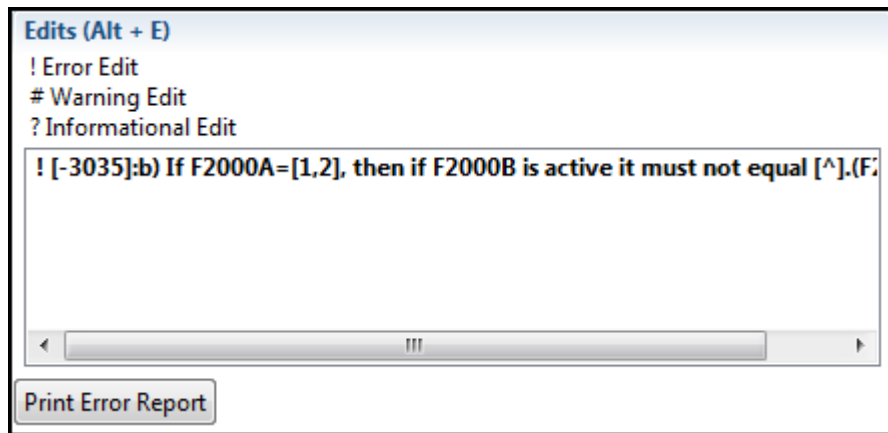 Edits (Alt + E)
! Error Edit
# Warning Edit
? Informational Edit
! [-3035]:b) If F2000A=[1,2], then if F2000B is active it must not equal [^].(F2
Print Error Report